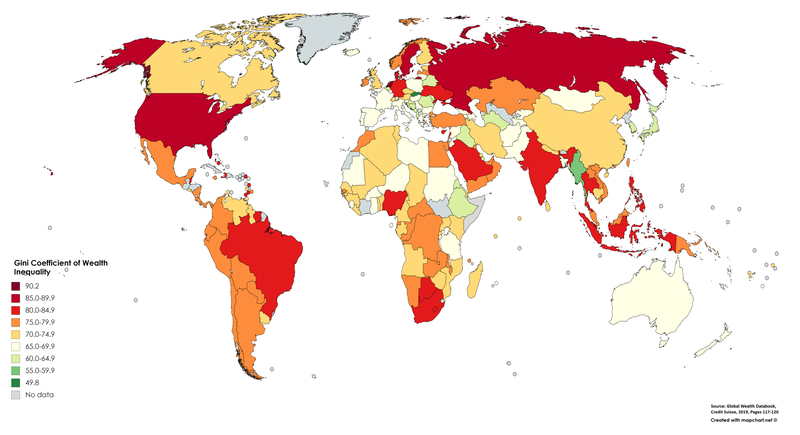 Gini Coefficient of Wealth
Inequality
90.2
85.0-89.9
80.0-84.9
75.0-79.9
70.0-74.9
65.0-69.9
60.0-64.9
55.0-59.9
49.8
No data
Source: Global Wealth Databook,
Credit Suisse, 2019, Pages 117-120
Created with mapchart.net ©